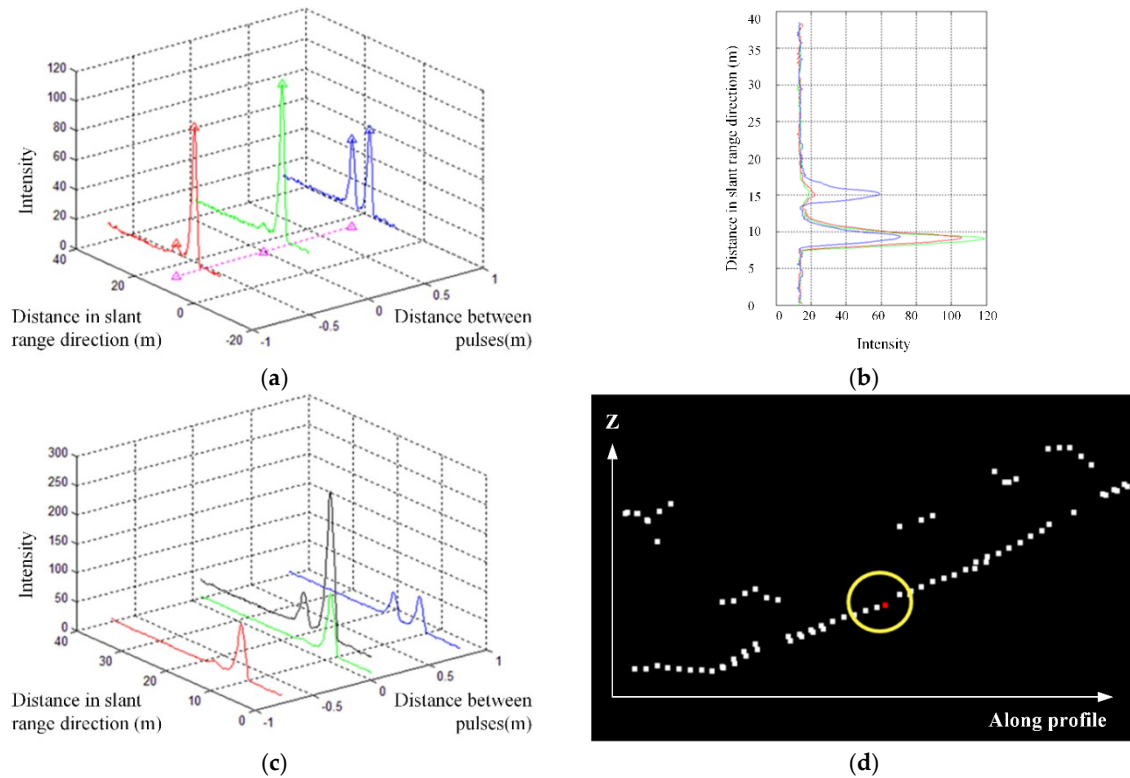 120
100
80
60
40
20
0
Intensity
40
20
0
-20
Distance in slant
range direction (m)
-1
-0.5
0
0.5
1
Distance between
pulses(m)
(a)
40
35
30
25
20
15
10
5
0
Distance in slant range direction (m)
0 20 40 60 80 100 120
Intensity
(b)
300
250
200
150
100
50
0
Intensity
40
30
20
10
0
Distance in slant
range direction (m)
-1
-0.5
0
0.5
1
Distance between
pulses(m)
(c)
Z
Along profile
(d)